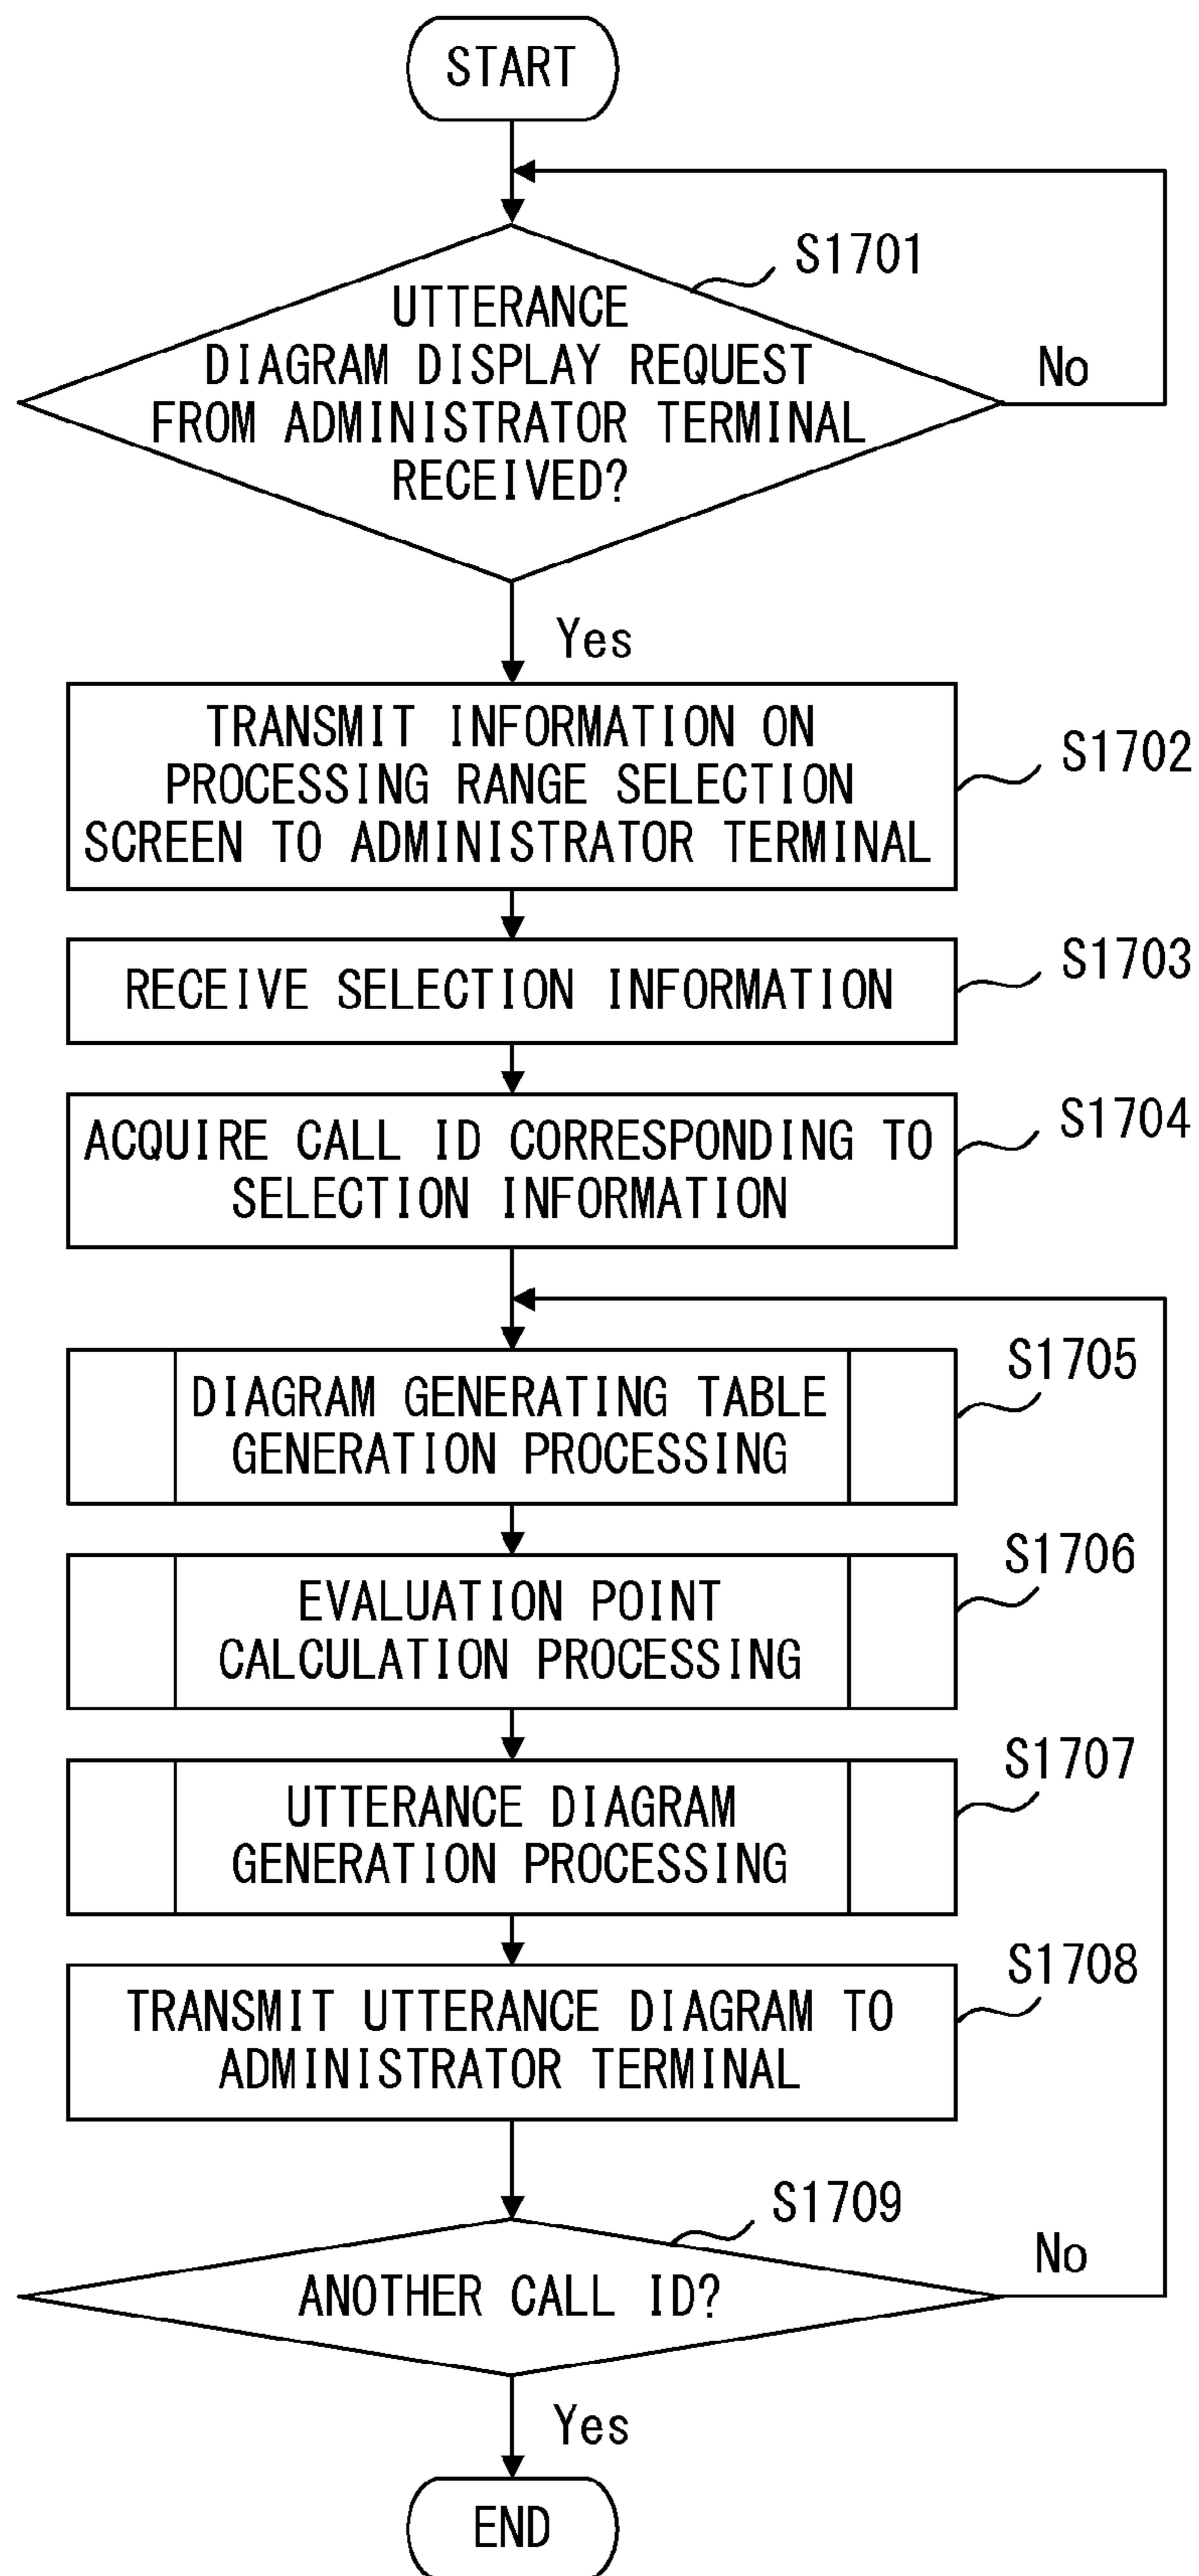 START
S1701
UTTERANCE
DIAGRAM DISPLAY REQUEST
FROM ADMINISTRATOR TERMINAL
RECEIVED?
No
Yes
TRANSMIT INFORMATION ON
PROCESSING RANGE SELECTION
SCREEN TO ADMINISTRATOR TERMINAL
S1702
RECEIVE SELECTION INFORMATION
S1703
ACQUIRE CALL ID CORRESPONDING TO
SELECTION INFORMATION
S1704
DIAGRAM GENERATING TABLE
GENERATION PROCESSING
S1705
EVALUATION POINT
CALCULATION PROCESSING
S1706
UTTERANCE DIAGRAM
GENERATION PROCESSING
S1707
TRANSMIT UTTERANCE DIAGRAM TO
ADMINISTRATOR TERMINAL
S1708
S1709
ANOTHER CALL ID?
No
Yes
END